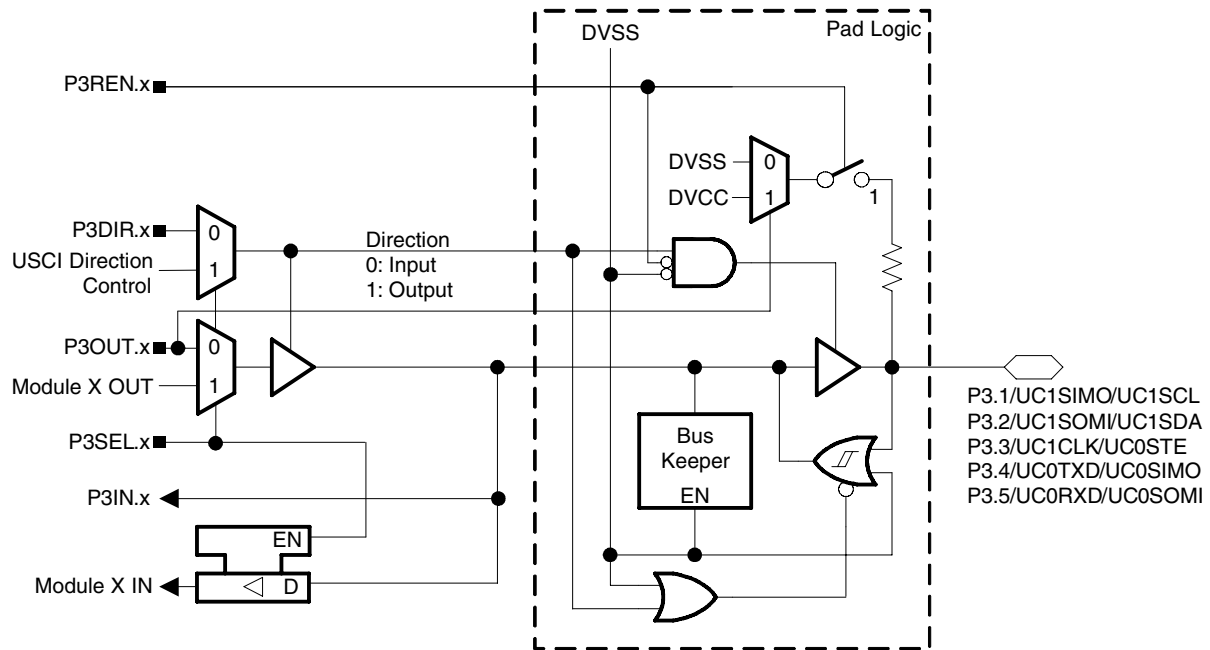 Pad Logic
DVSS
P3REN.x
DVSS
0
DVCC
1
1
P3DIR.x
0
USCI Direction
Control
1
Direction
0: Input
1: Output
P3OUT.x
0
Module X OUT
1
P3SEL.x
Bus
Keeper
EN
P3IN.x
EN
Module X IN
D
P3.1/UC1SIMO/UC1SCL
P3.2/UC1SOMI/UC1SDA
P3.3/UC1CLK/UC0STE
P3.4/UC0TXD/UC0SIMO
P3.5/UC0RXD/UC0SOMI